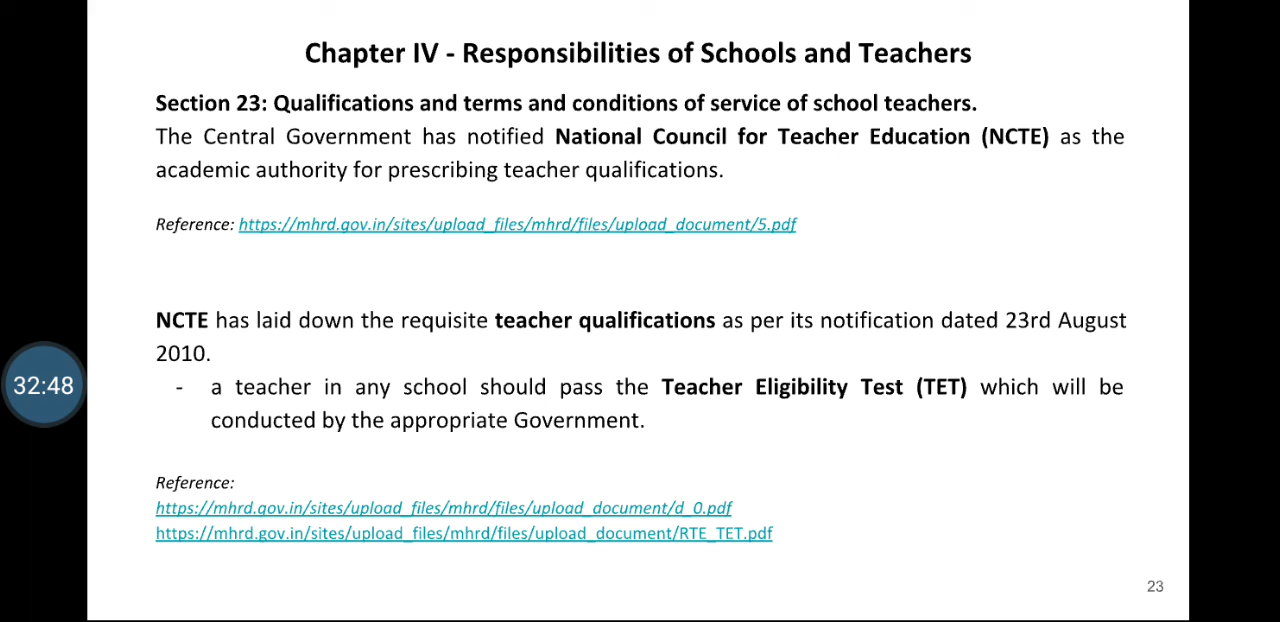 Chapter IV - Responsibilities of Schools and Teachers
Section 23: Qualifications and terms and conditions of service of school teachers.
The Central Government has notified National Council for Teacher Education (NCTE) as the
academic authority for prescribing teacher qualifications.
Reference: https://mhrd.gov.in/sites/upload_files/mhrd/files/upload_document/5.pdf
NCTE has laid down the requisite teacher qualifications as per its notification dated 23rd August
2010.
32:48
- a teacher in any school should pass the Teacher Eligibility Test (TET) which will be
conducted by the appropriate Government.
Reference:
https://mhrd.gov.in/sites/upload_files/mhrd/files/upload_document/d_0.pdf
https://mhrd.gov.in/sites/upload_files/mhrd/files/upload_document/RTE_TET.pdf
23